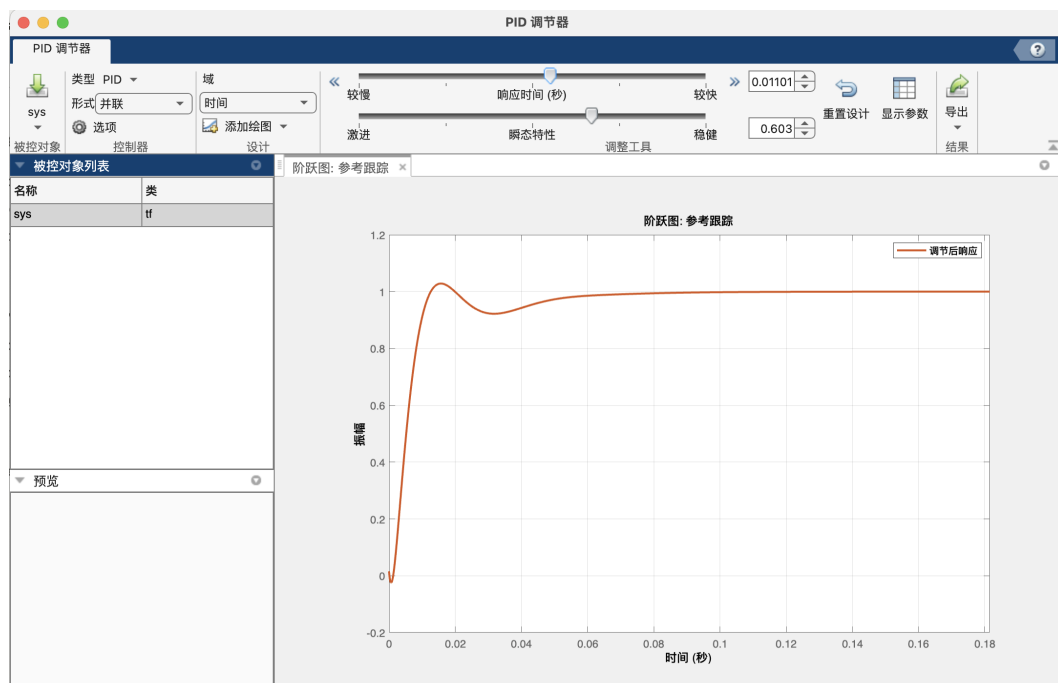 PID 调节器
PID 调节器
?
sys
被控对象
类型 PID
形式 并联
选项
控制器
域
时间
添加绘图
设计
较慢 响应时间 (秒) 较快 0.01101
激进 瞬态特性 稳健 0.603
调整工具
重置设计
显示参数
导出
结果
被控对象列表
名称 类
sys tf
预览
阶跃图: 参考跟踪 ×
阶跃图: 参考跟踪
调节后响应
振幅
1.2
1
0.8
0.6
0.4
0.2
0
-0.2
0 0.02 0.04 0.06 0.08 0.1 0.12 0.14 0.16 0.18
时间 (秒)